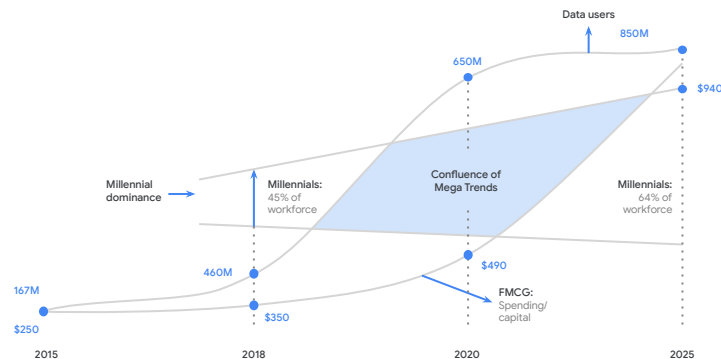 Data users
850M
650M
$940
Confluence of
Mega Trends
Millennial
dominance
Millennials:
45% of
workforce
Millennials:
64% of
workforce
460M
$490
167M
$350
FMCG:
Spending/
capital
$250
2015
2018
2020
2025